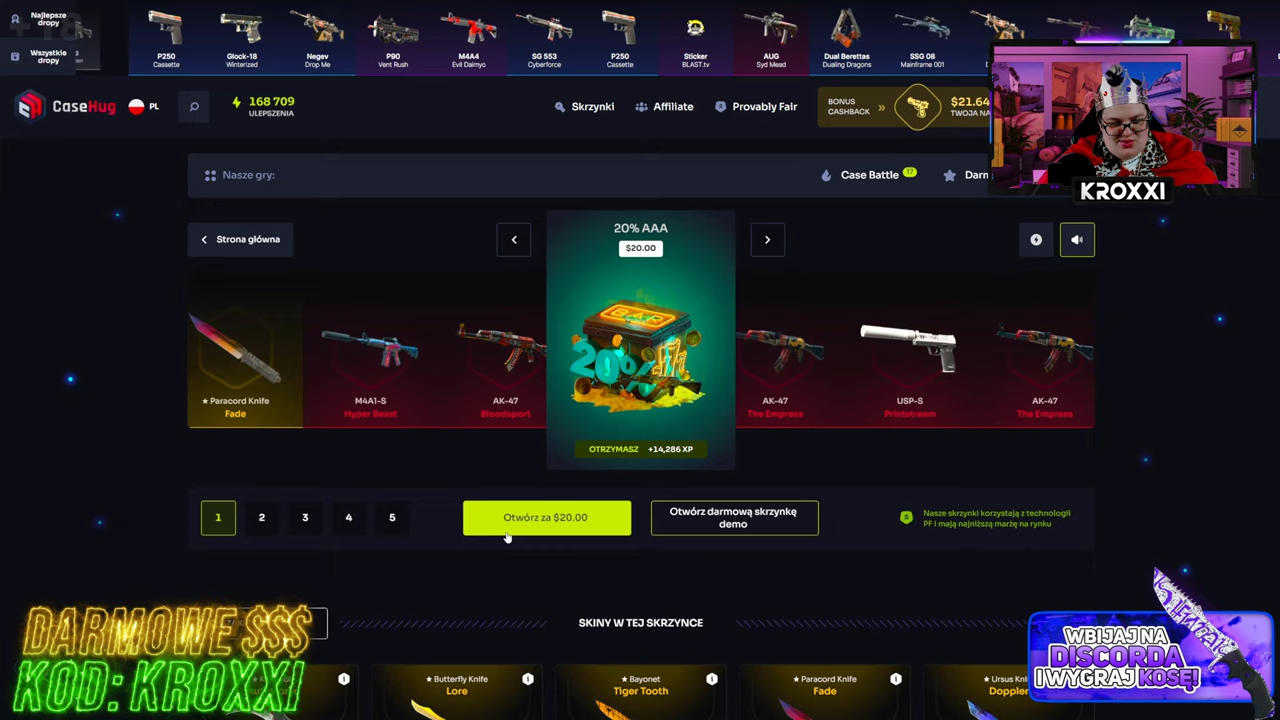 Najlepsze
dropy
+18
Wszystkie
dropy
P250
Cassette
Glock-18
Winterized
Negev
Drop Me
P90
Vent Rush
M4A4
Evil Daimyo
SG 553
Cyberforce
P250
Cassette
Sticker
BLAST.tv
AUG
Syd Mead
Dual Berettas
Dualing Dragons
SSG 08
Mainframe 001
CaseHug
PL
168 709
ULEPSZENIA
Skrzynki
Affiliate
Provably Fair
BONUS
CASHBACK
$21.64
TWOJA NA
KROXXI
Nasze gry:
Case Battle 17
Darm
Strona główna
20% AAA
$20.00
BAG
20%
★ Paracord Knife
Fade
M4A1-S
Hyper Beast
AK-47
Bloodsport
AK-47
The Empress
USP-S
Printstream
AK-47
The Empress
OTRZYMASZ +14,286 XP
1
2
3
4
5
Otwórz za $20.00
Otwórz darmową skrzynkę
demo
Nasze skrzynki korzystają z technologii
PF i mają najniższą marżę na rynku
SKINY W TEJ SKRZYNCE
DARMOWE $$$
KOD: KROXXI
★ Butterfly Knife
Lore
★ Bayonet
Tiger Tooth
★ Paracord Knife
Fade
★ Ursus Kni
Doppler
WBIJAJ NA
DISCORDA
I WYGRAJ KOSĘ!